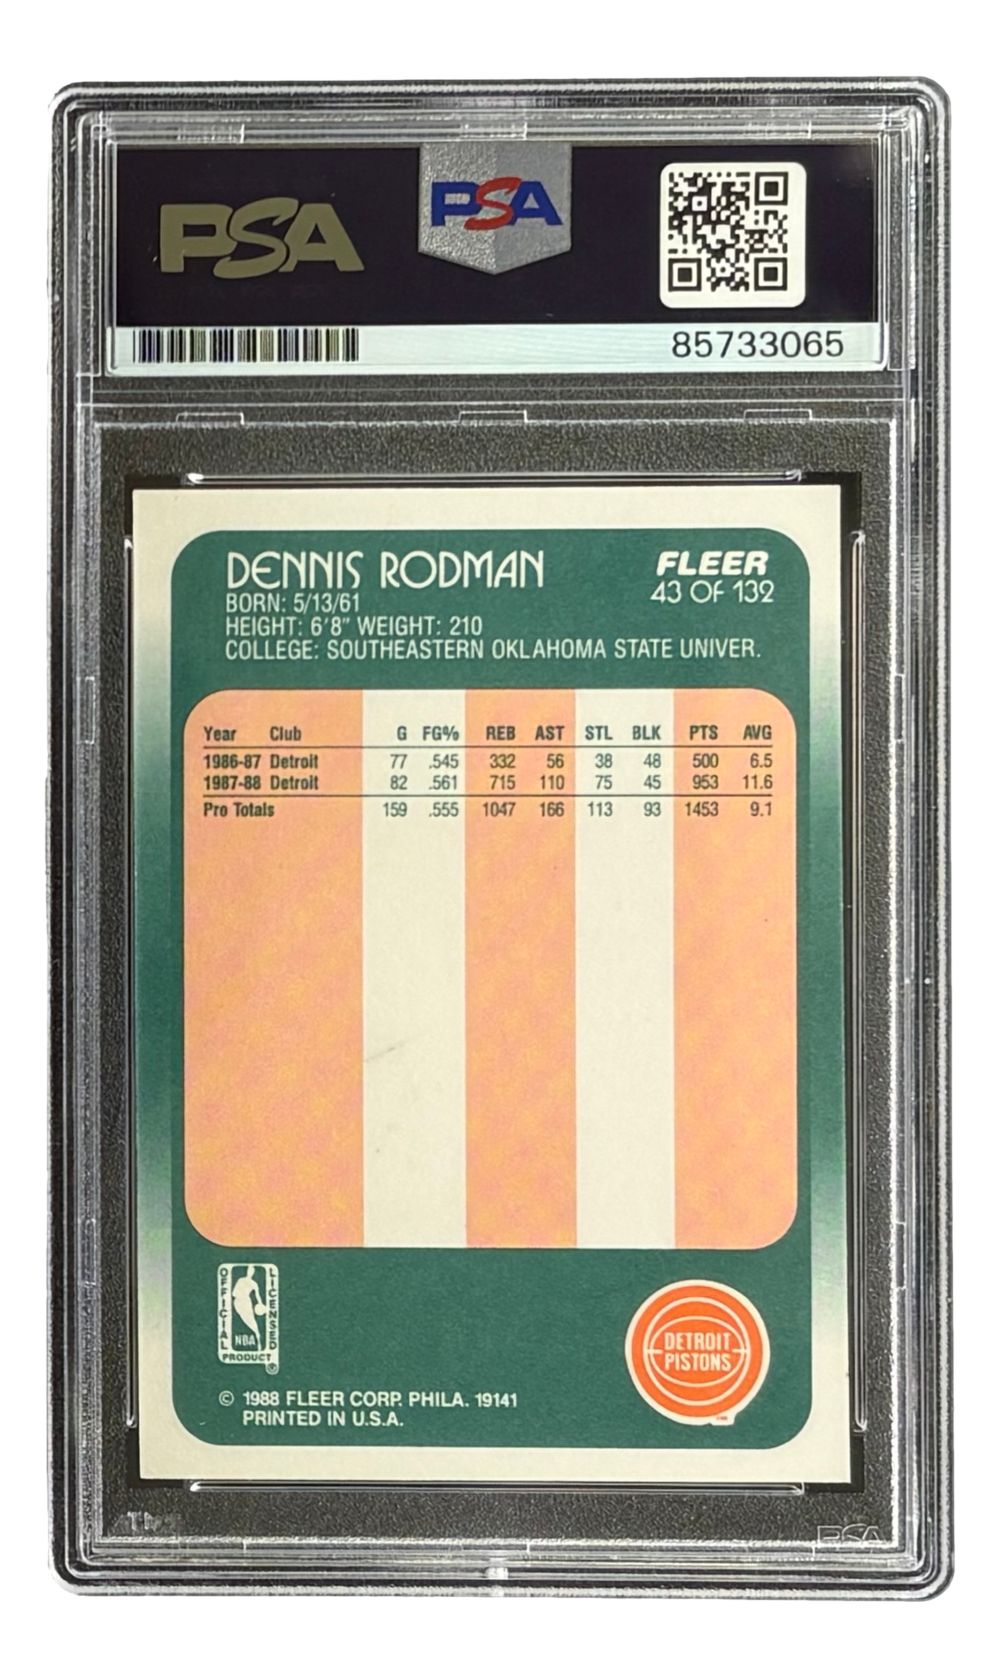 PSA
PSA
85733065
DENNIS RODMAN
FLEER
43 OF 132
BORN: 5/13/61
HEIGHT: 6'8" WEIGHT: 210
COLLEGE: SOUTHEASTERN OKLAHOMA STATE UNIVER.
Year Club G FG% REB AST STL BLK PTS AVG
1986-87 Detroit 77 .545 332 56 38 48 500 6.5
1987-88 Detroit 82 .561 715 110 75 45 953 11.6
Pro Totals 159 .555 1047 166 113 93 1453 9.1
OFFICIAL
LICENSED
NBA
PRODUCT
DETROIT
PISTONS
© 1988 FLEER CORP. PHILA. 19141
PRINTED IN U.S.A.
PSA